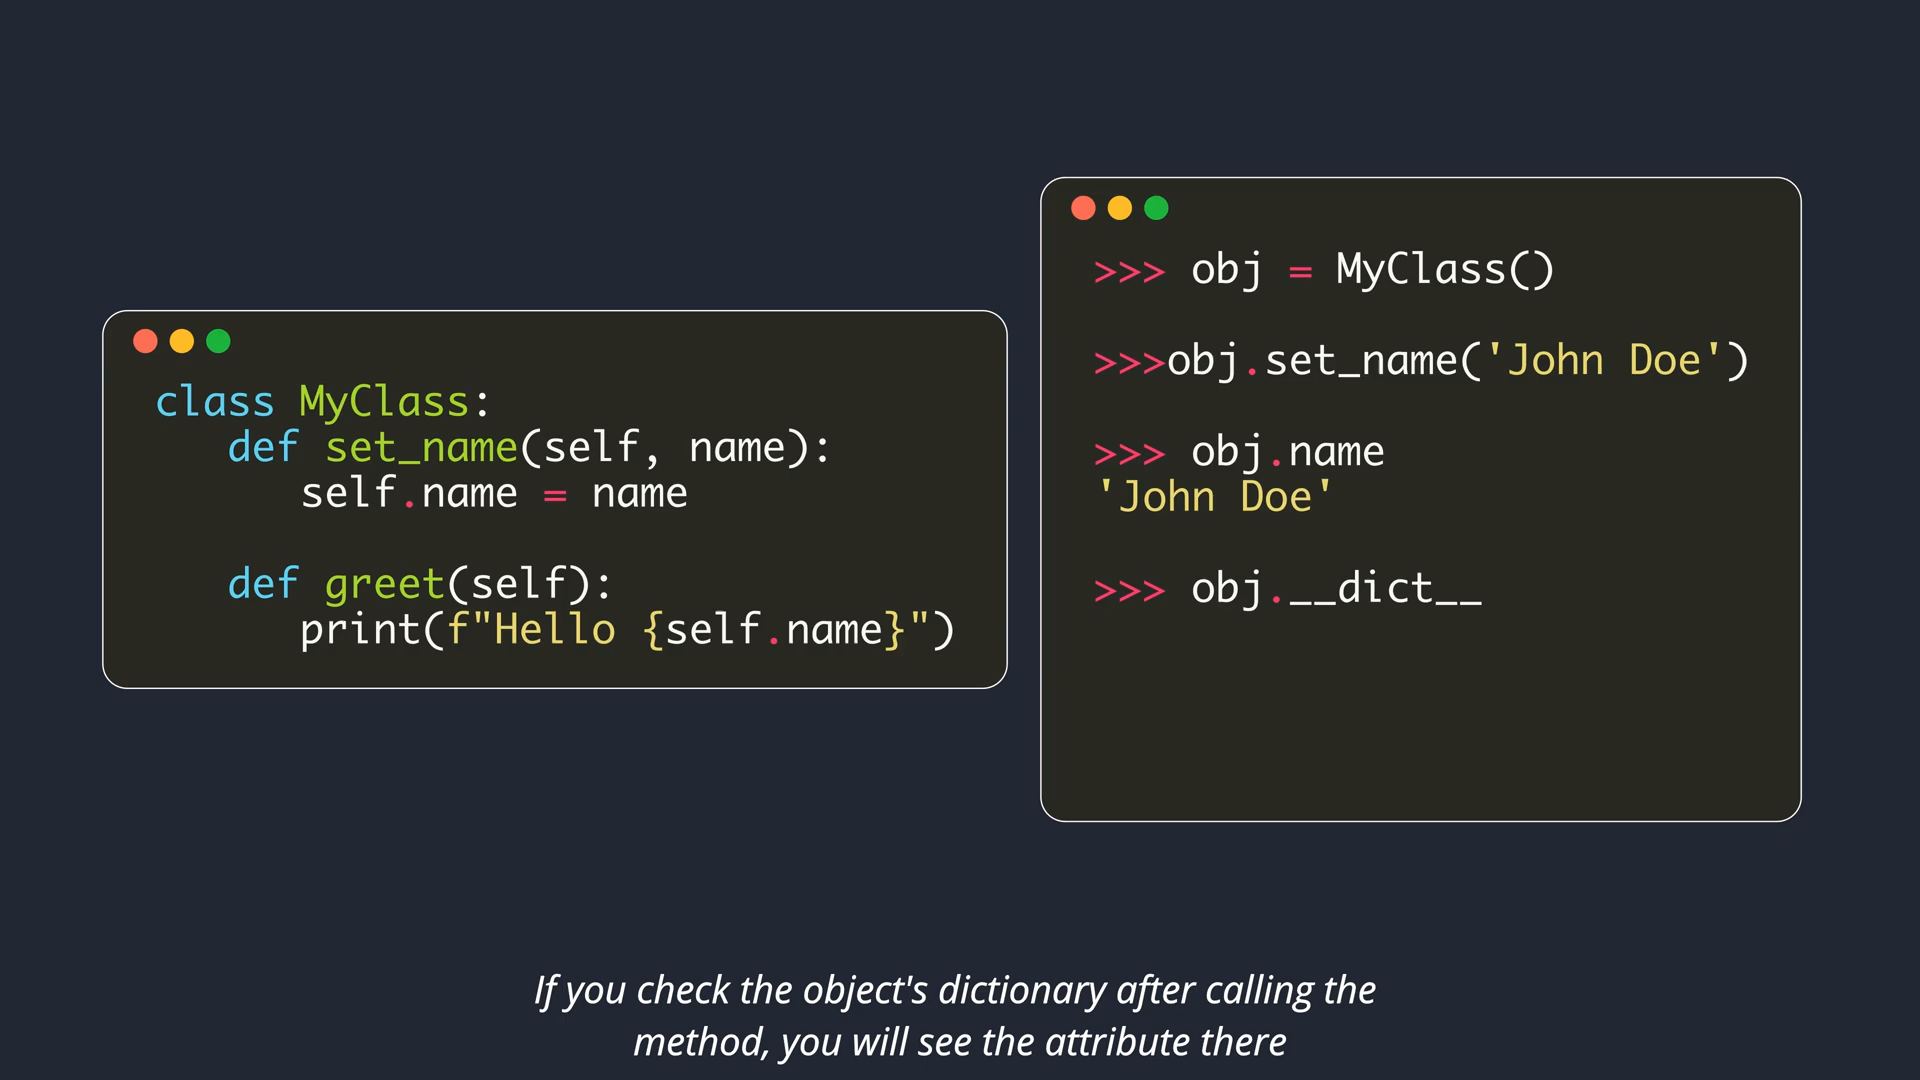 class MyClass:
def set_name(self, name):
self.name = name
def greet(self):
print(f"Hello {self.name}")
>>> obj = MyClass()
>>>obj.set_name('John Doe')
>>> obj.name
'John Doe'
>>> obj.__dict__
If you check the object's dictionary after calling the
method, you will see the attribute there